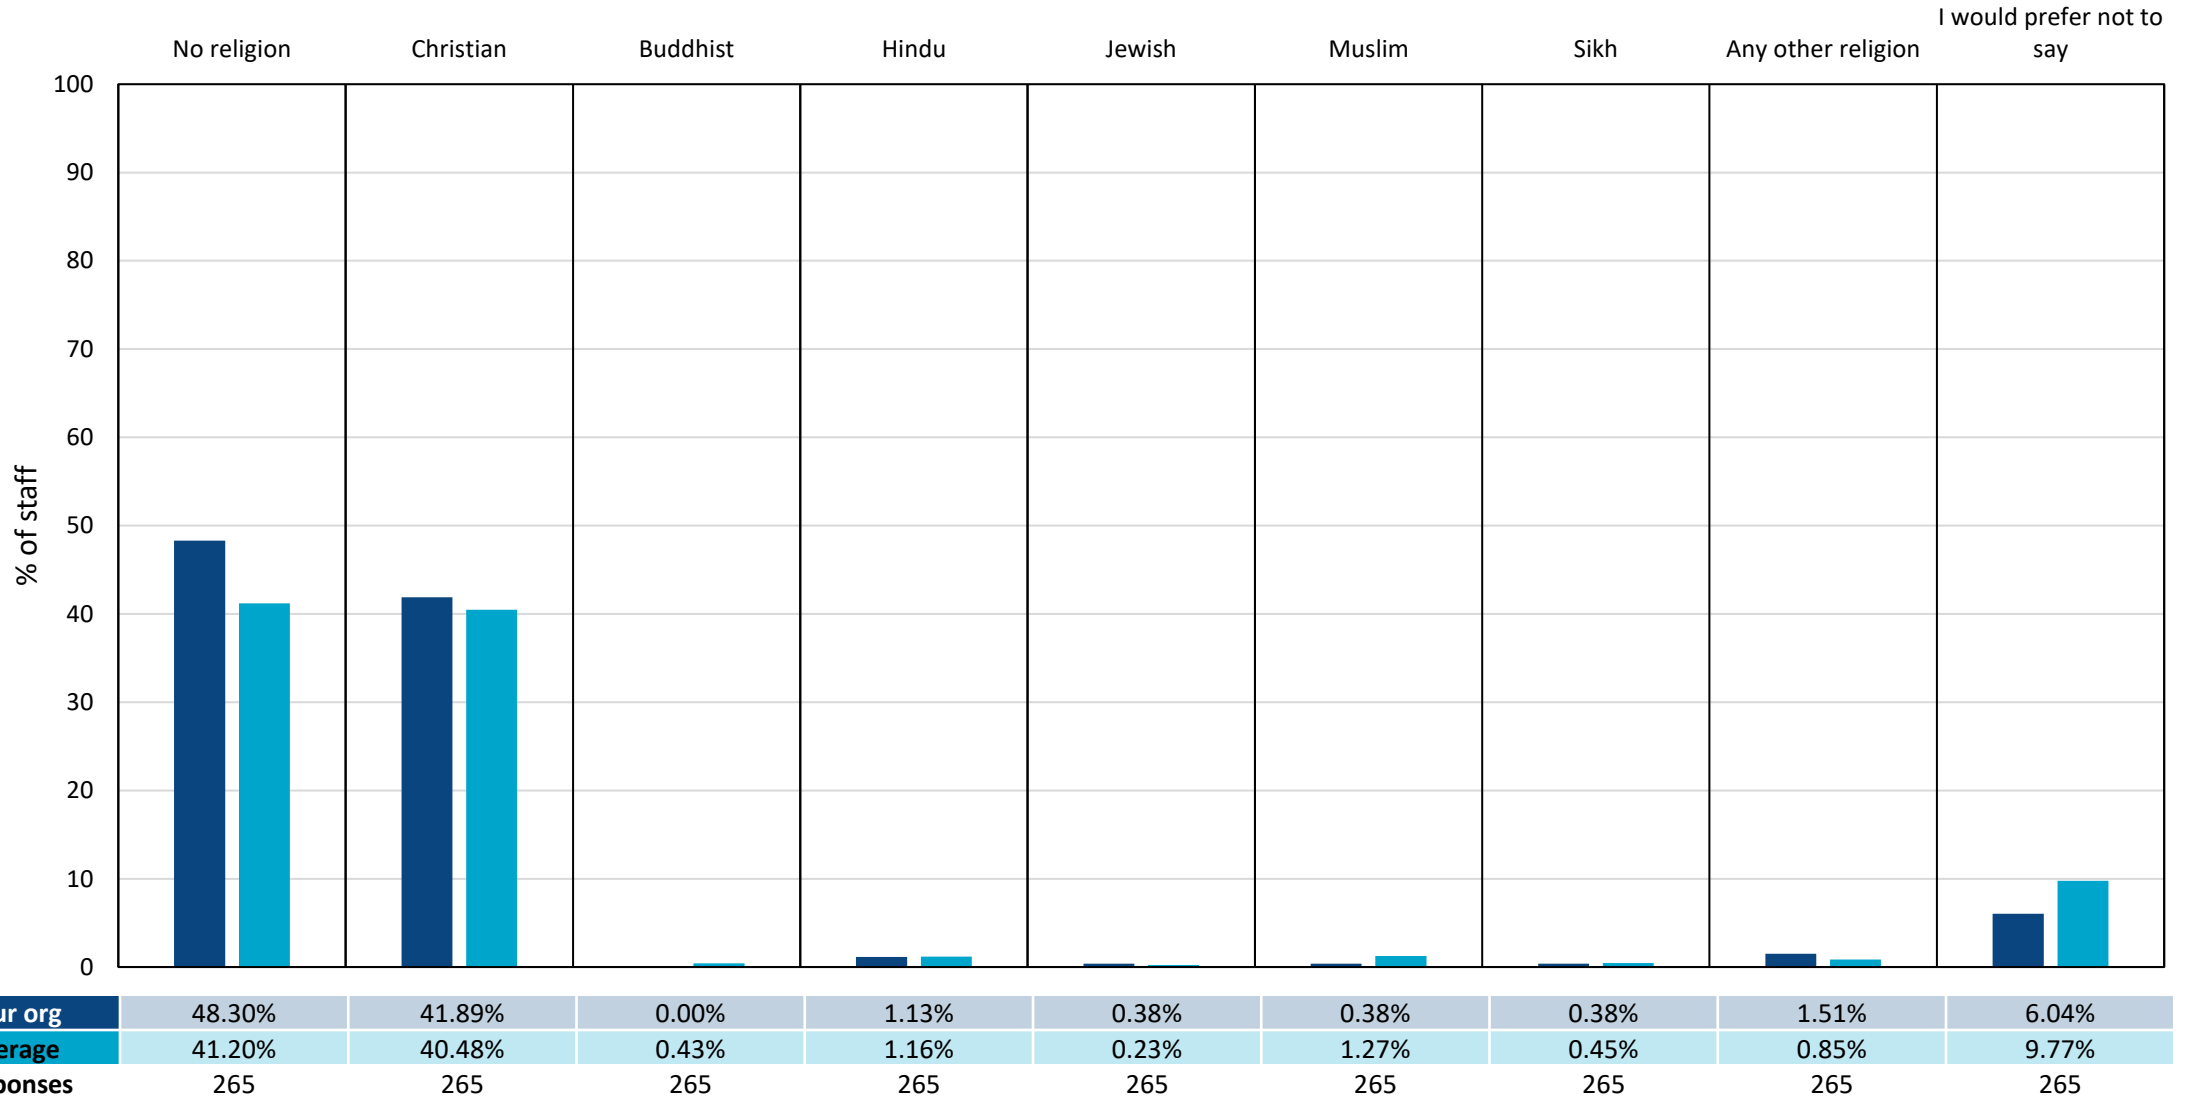 I would prefer not to
No religion Christian Buddhist Hindu Jewish Muslim Sikh Any other religion say
100
90
80
70
60
50
40
30
20
10
0
% of staff
ur org 48.30% 41.89% 0.00% 1.13% 0.38% 0.38% 0.38% 1.51% 6.04%
erage 41.20% 40.48% 0.43% 1.16% 0.23% 1.27% 0.45% 0.85% 9.77%
ponses 265 265 265 265 265 265 265 265 265